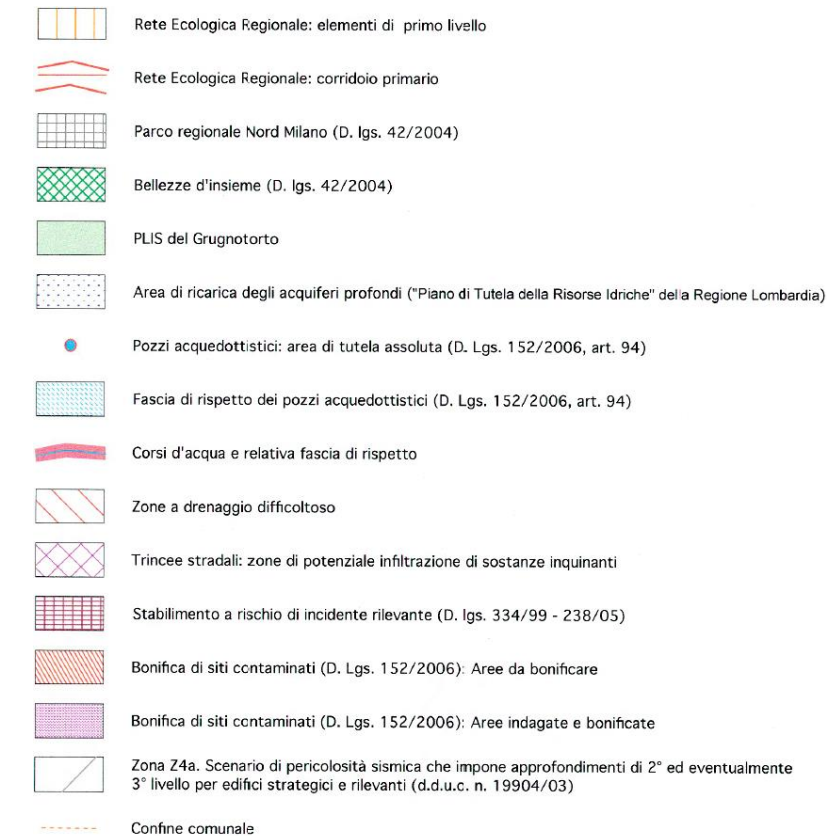 Rete Ecologica Regionale: elementi di primo livello
Rete Ecologica Regionale: corridoio primario
Parco regionale Nord Milano (D. lgs. 42/2004)
Bellezze d'insieme (D. lgs. 42/2004)
PLIS del Grugnotorto
Area di ricarica degli acquiferi profondi ("Piano di Tutela della Risorse Idriche" della Regione Lombardia)
Pozzi acquedottistici: area di tutela assoluta (D. Lgs. 152/2006, art. 94)
Fascia di rispetto dei pozzi acquedottistici (D. Lgs. 152/2006, art. 94)
Corsi d'acqua e relativa fascia di rispetto
Zone a drenaggio difficoltoso
Trincee stradali: zone di potenziale infiltrazione di sostanze inquinanti
Stabilimento a rischio di incidente rilevante (D. lgs. 334/99 - 238/05)
Bonifica di siti contaminati (D. Lgs. 152/2006): Aree da bonificare
Bonifica di siti contaminati (D. Lgs. 152/2006): Aree indagate e bonificate
Zona Z4a. Scenario di pericolosità sismica che impone approfondimenti di 2° ed eventualmente
3° livello per edifici strategici e rilevanti (d.d.u.c. n. 19904/03)
Confine comunale